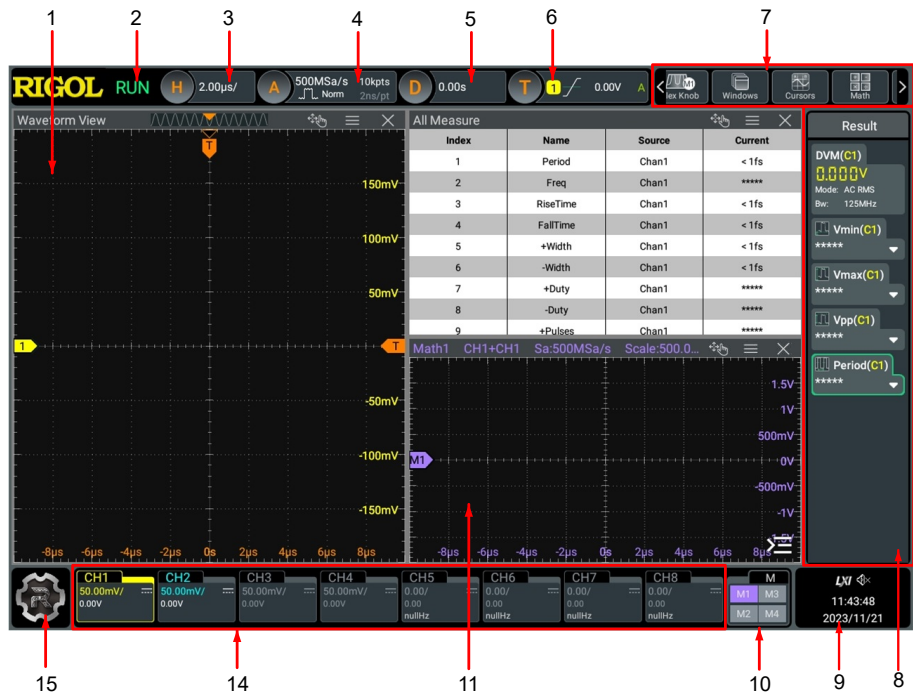 1 2 3 4 5 6 7
RIGOL RUN H 2.00μs/ A 500MSa/s 10kpts D 0.00s T 1 0.00V A lex Knob Windows Cursors Math
Norm 2ns/pt
Waveform View
T
150mV
100mV
50mV
1 T
-50mV
-100mV
-150mV
-8μs -6μs -4μs -2μs 0s 2μs 4μs 6μs 8μs
All Measure
Index Name Source Current
1 Period Chan1 < 1fs
2 Freq Chan1 *****
3 RiseTime Chan1 < 1fs
4 FallTime Chan1 < 1fs
5 +Width Chan1 < 1fs
6 -Width Chan1 < 1fs
7 +Duty Chan1 *****
8 -Duty Chan1 *****
9 +Pulses Chan1 *****
Math1 CH1+CH1 Sa:500MSa/s Scale:500.0...
1.5V
1V
500mV
M1 0V
-500mV
-1V
-1.5V
-8μs -6μs -4μs -2μs 0s 2μs 4μs 6μs 8μs
Result
DVM(C1)
0.000V
Mode: AC RMS
Bw: 125MHz
Vmin(C1)
*****
Vmax(C1)
*****
Vpp(C1)
*****
Period(C1)
*****
CH1 CH2 CH3 CH4 CH5 CH6 CH7 CH8
50.00mV/ 50.00mV/ 50.00mV/ 50.00mV/ 0.00/ 0.00/ 0.00/ 0.00/
0.00V 0.00V 0.00V 0.00V 0.00 0.00 0.00 0.00
nullHz nullHz nullHz nullHz
M
M1 M3
M2 M4
LXI
11:43:48
2023/11/21
15 14 11 10 9 8